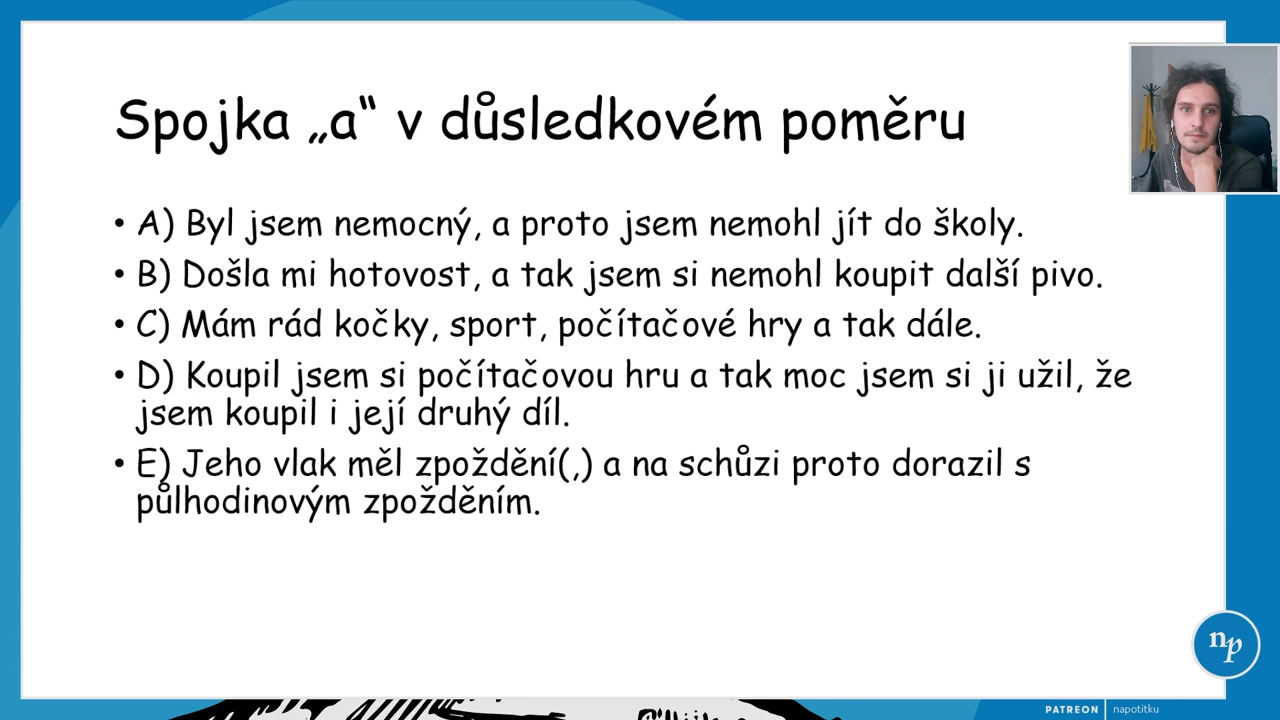 Spojka „a“ v důsledkovém poměru
• A) Byl jsem nemocný, a proto jsem nemohl jít do školy.
• B) Došla mi hotovost, a tak jsem si nemohl koupit další pivo.
• C) Mám rád kočky, sport, počítačové hry a tak dále.
• D) Koupil jsem si počítačovou hru a tak moc jsem si ji užil, že
jsem koupil i její druhý díl.
• E) Jeho vlak měl zpoždění(,) a na schůzi proto dorazil s
půlhodinovým zpožděním.
np
PATREON | napotitku